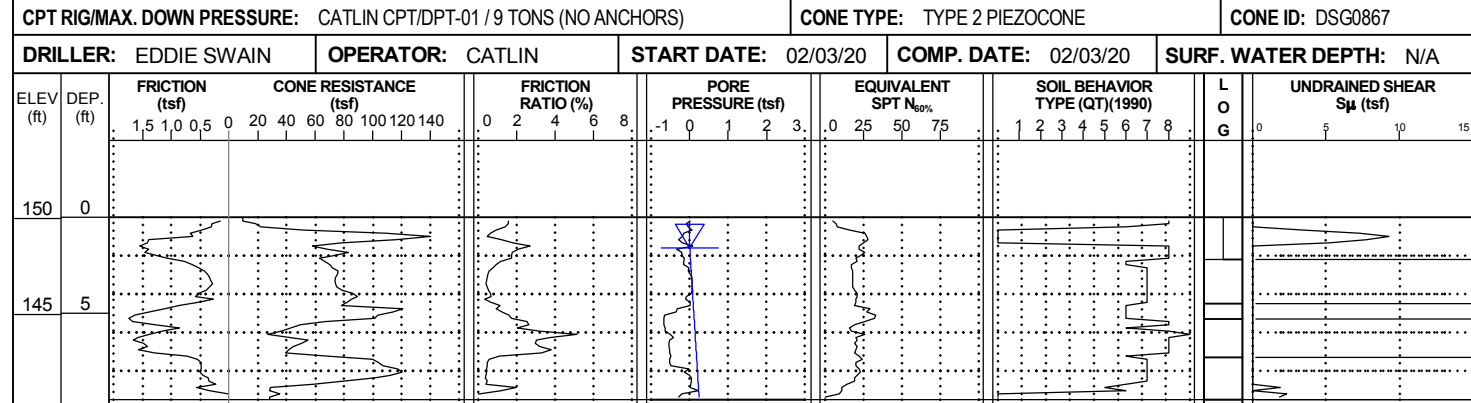 CPT RIG/MAX. DOWN PRESSURE: CATLIN CPT/DPT-01 / 9 TONS (NO ANCHORS) CONE TYPE: TYPE 2 PIEZOCONE CONE ID: DSG0867
DRILLER: EDDIE SWAIN OPERATOR: CATLIN START DATE: 02/03/20 COMP. DATE: 02/03/20 SURF. WATER DEPTH: N/A
ELEV (ft)
DEP. (ft)
FRICTION
(tsf)
1,5 1,0 0,5 0
CONE RESISTANCE
(tsf)
20 40 60 80 100 120 140
FRICTION
RATIO (%)
0 2 4 6 8
PORE
PRESSURE (tsf)
-1 0 1 2 3
EQUIVALENT
SPT N60%
0 25 50 75
SOIL BEHAVIOR
TYPE (QT)(1990)
1 2 3 4 5 6 7 8
L
O
G
UNDRAINED SHEAR
Sµ (tsf)
0 5 10 15
150 0
145 5